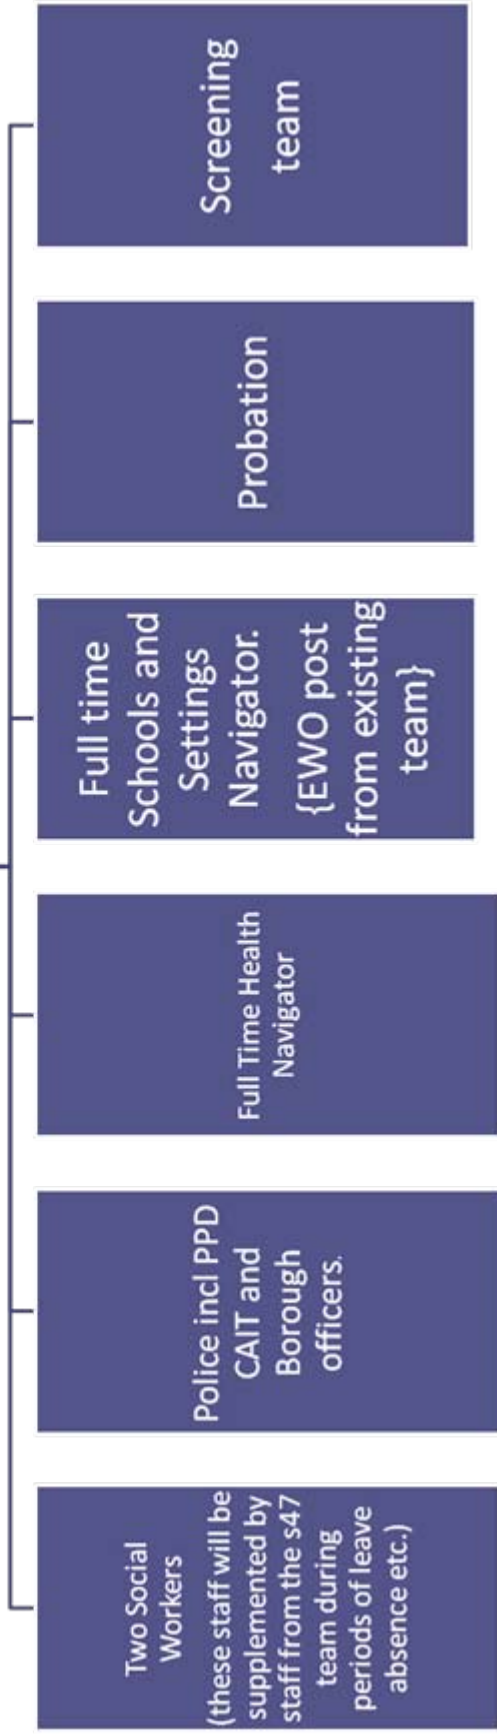 Two Social
Workers
(these staff will be
supplemented by
staff from the s47
team during
periods of leave
absence etc.)
Police incl PPD
CAIT and
Borough
officers.
Full Time Health
Navigator
Full time
Schools and
Settings
Navigator.
{EWO post
from existing
team}
Probation
Screening
team